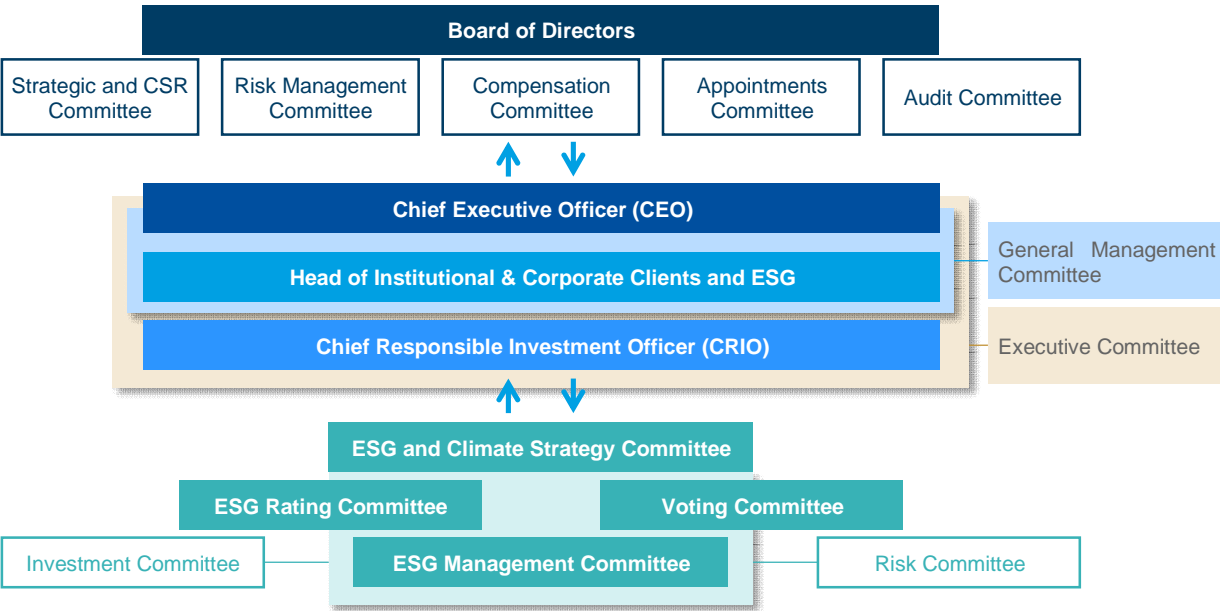 Board of Directors
Strategic and CSR
Committee
Risk Management
Committee
Compensation
Committee
Appointments
Committee
Audit Committee
Chief Executive Officer (CEO)
Head of Institutional & Corporate Clients and ESG
General Management
Committee
Chief Responsible Investment Officer (CRIO)
Executive Committee
ESG and Climate Strategy Committee
ESG Rating Committee
Voting Committee
Investment Committee
ESG Management Committee
Risk Committee